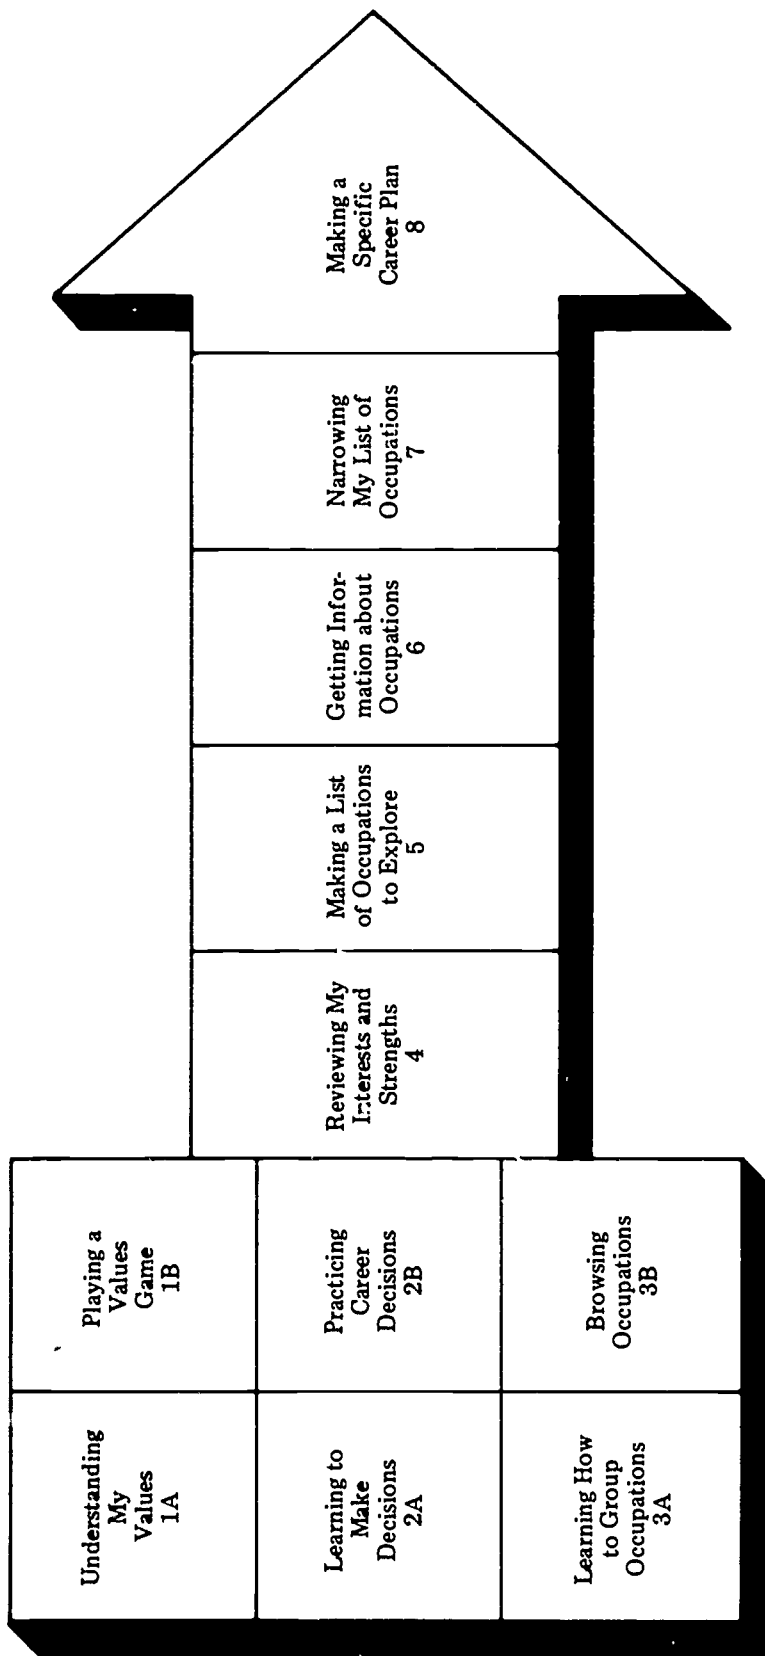 Understanding
My
Values
1A
Playing a
Values
Game
1B
Learning to
Make
Decisions
2A
Practicing
Career
Decisions
2B
Learning How
to Group
Occupations
3A
Browsing
Occupations
3B
Reviewing My
Interests and
Strengths
4
Making a List
of Occupations
to Explore
5
Getting Infor-
mation about
Occupations
6
Narrowing
My List of
Occupations
7
Making a
Specific
Career Plan
8